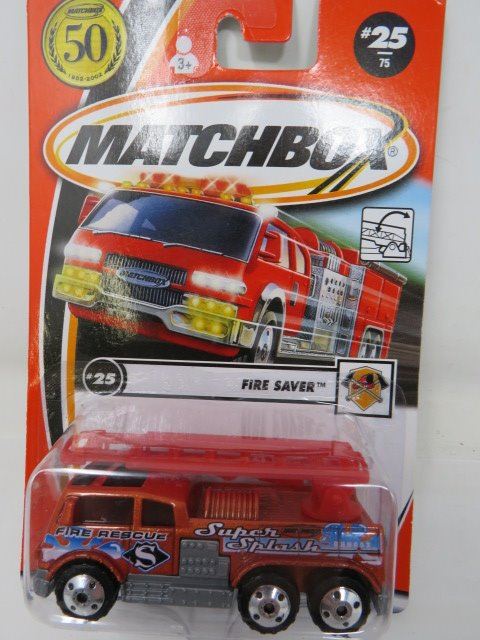 MATCHBOX
50
1952-2002
3+
#25
75
MATCHBOX®
MATCHBOX
#25
FIRE SAVER™
FIRE RESCUE
S
Super
Splash